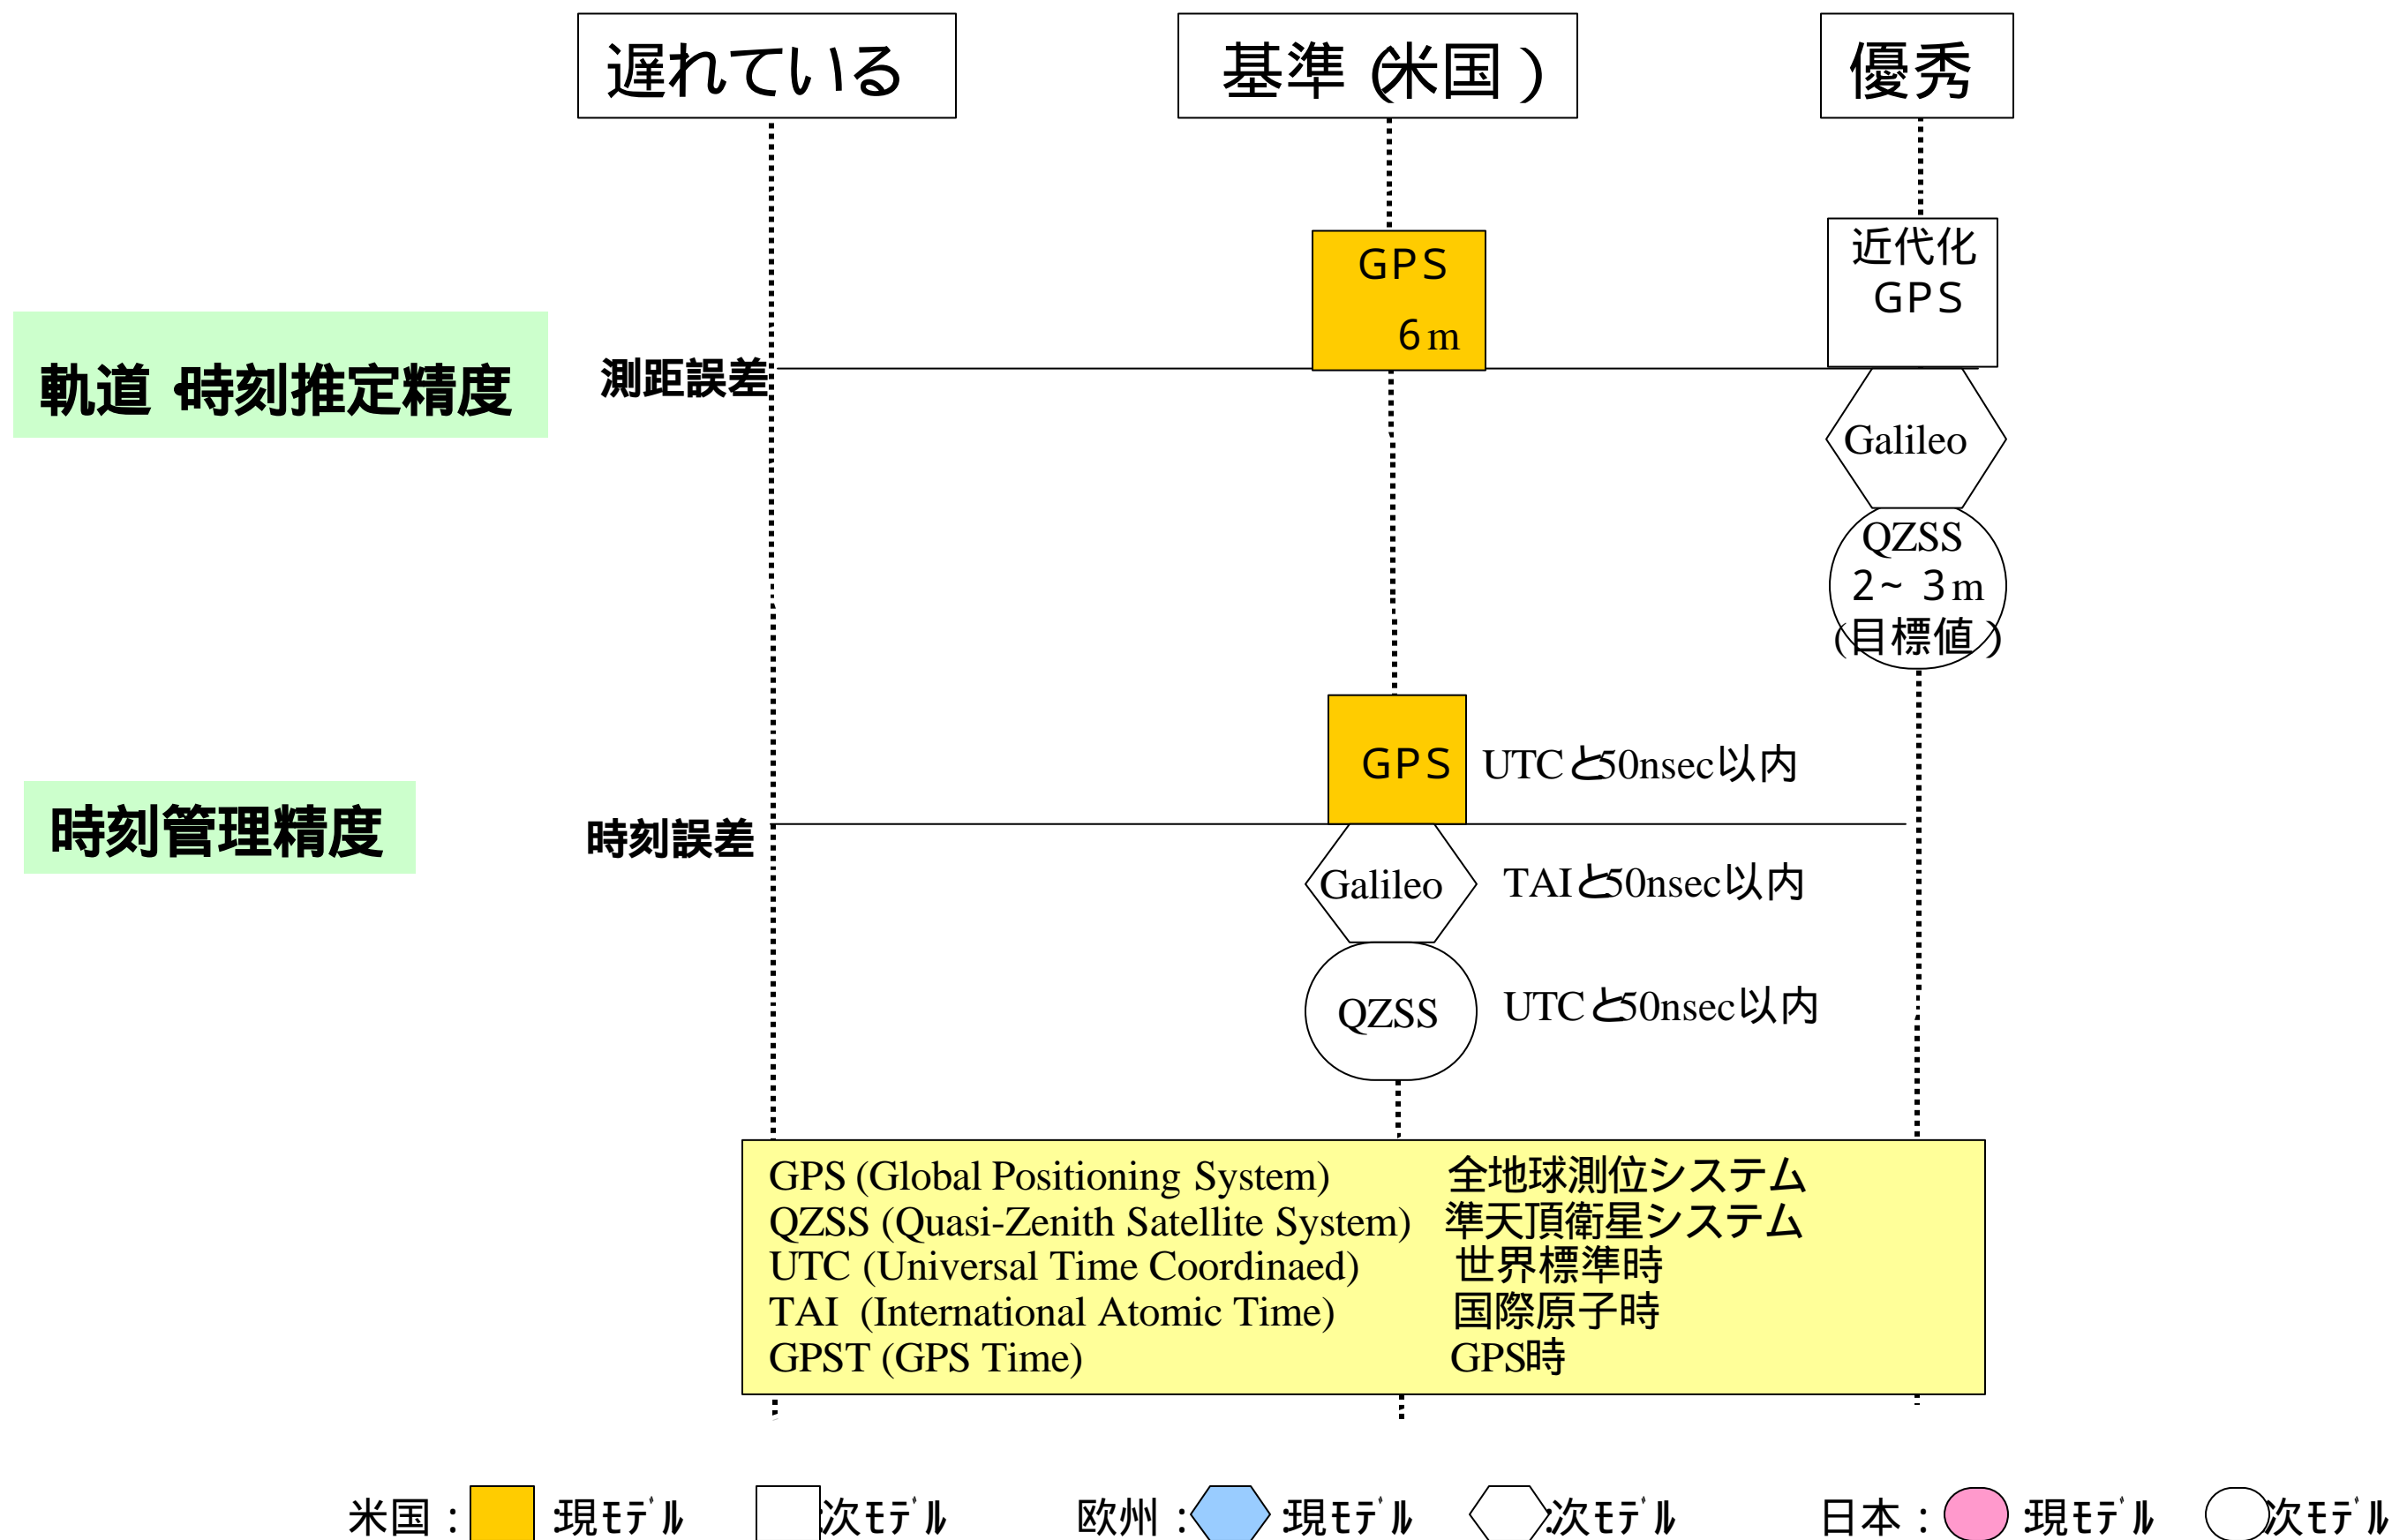 遅れている
基準(米国)
優秀
GPS
6m
近代化
GPS
軌道・時刻推定精度
測距誤差
Galileo
QZSS
2~3m
(目標値)
GPS
UTCと50nsec以内
時刻管理精度
時刻誤差
Galileo
TAIと50nsec以内
QZSS
UTCと50nsec以内
GPS (Global Positioning System) 全地球測位システム
QZSS (Quasi-Zenith Satellite System) 準天頂衛星システム
UTC (Universal Time Coordinaed) 世界標準時
TAI (International Atomic Time) 国際原子時
GPST (GPS Time) GPS時
米国: :現モデル :次モデル 欧州: :現モデル :次モデル 日本: :現モデル :次モデル